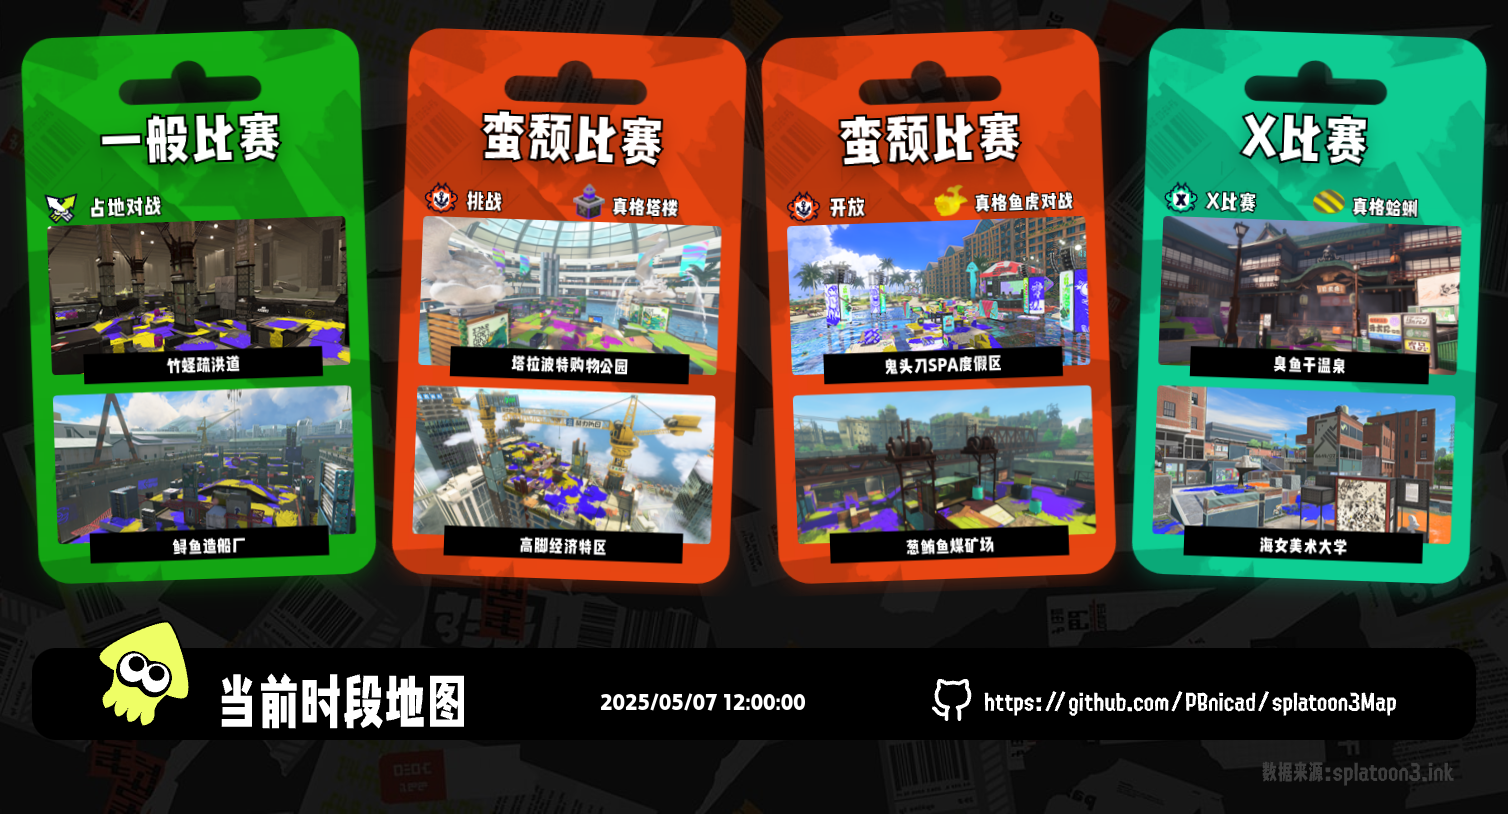 一般比赛
占地对战
竹蛏疏洪道
鲟鱼造船厂
蛮颓比赛
挑战
真格塔楼
塔拉波特购物公园
高脚经济特区
蛮颓比赛
开放
真格鱼虎对战
鬼头刀SPA度假区
葱鲔鱼煤矿场
X比赛
X比赛
真格蛤蜊
臭鱼干温泉
海女美术大学
当前时段地图
2025/05/07 12:00:00
https://github.com/PBnicad/splatoon3Map
数据来源:splatoon3.ink